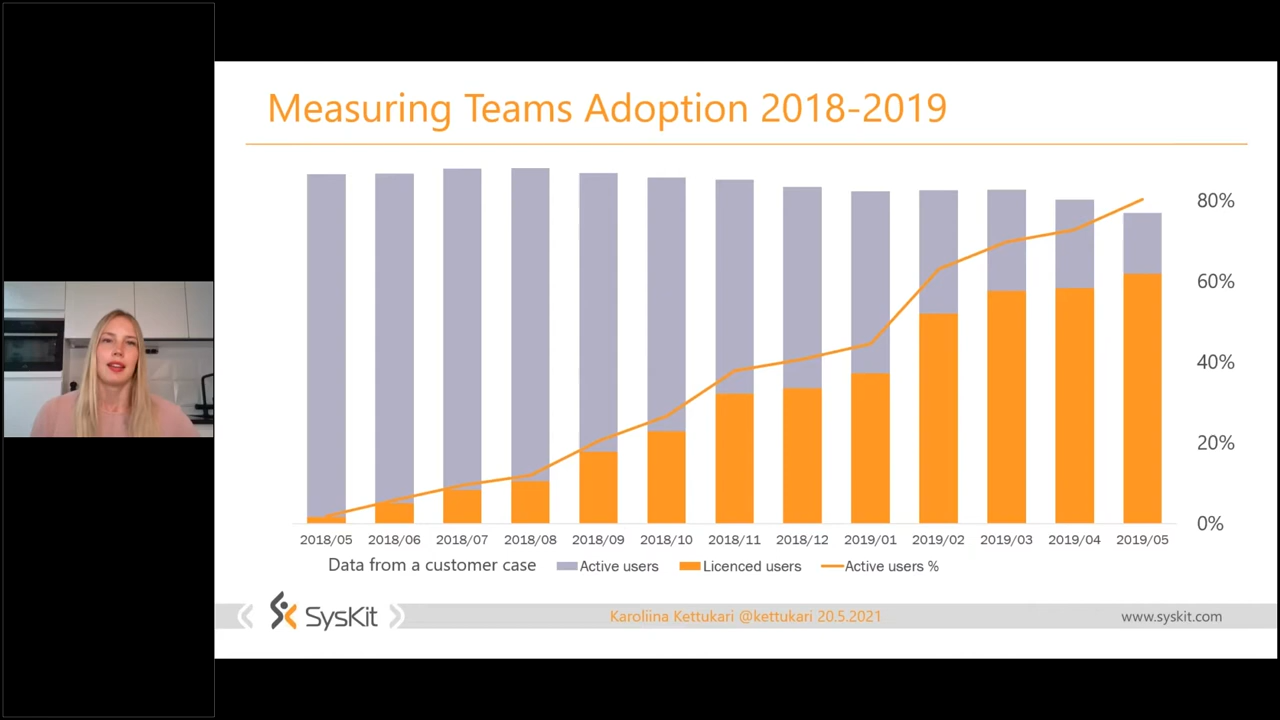 Measuring Teams Adoption 2018-2019
80%
60%
40%
20%
0%
2018/05 2018/06 2018/07 2018/08 2018/09 2018/10 2018/11 2018/12 2019/01 2019/02 2019/03 2019/04 2019/05
Data from a customer case Active users Licenced users Active users %
SysKit Karoliina Kettukari @kettukari 20.5.2021 www.syskit.com